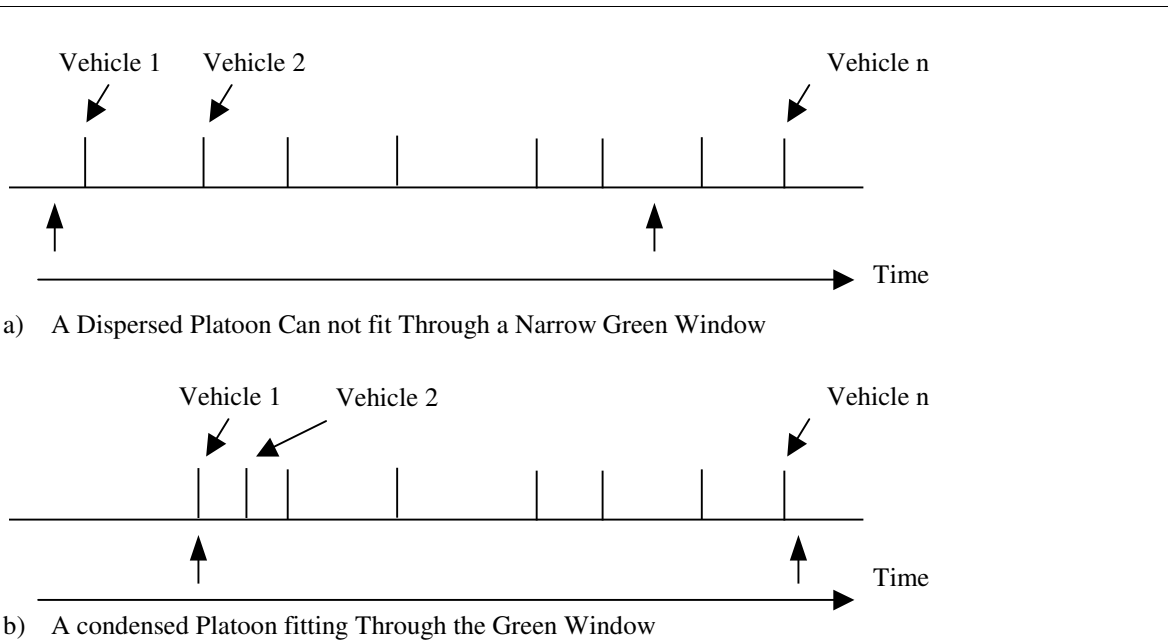 Vehicle 1 Vehicle 2 Vehicle n
Time
a) A Dispersed Platoon Can not fit Through a Narrow Green Window
Vehicle 1 Vehicle 2 Vehicle n
Time
b) A condensed Platoon fitting Through the Green Window